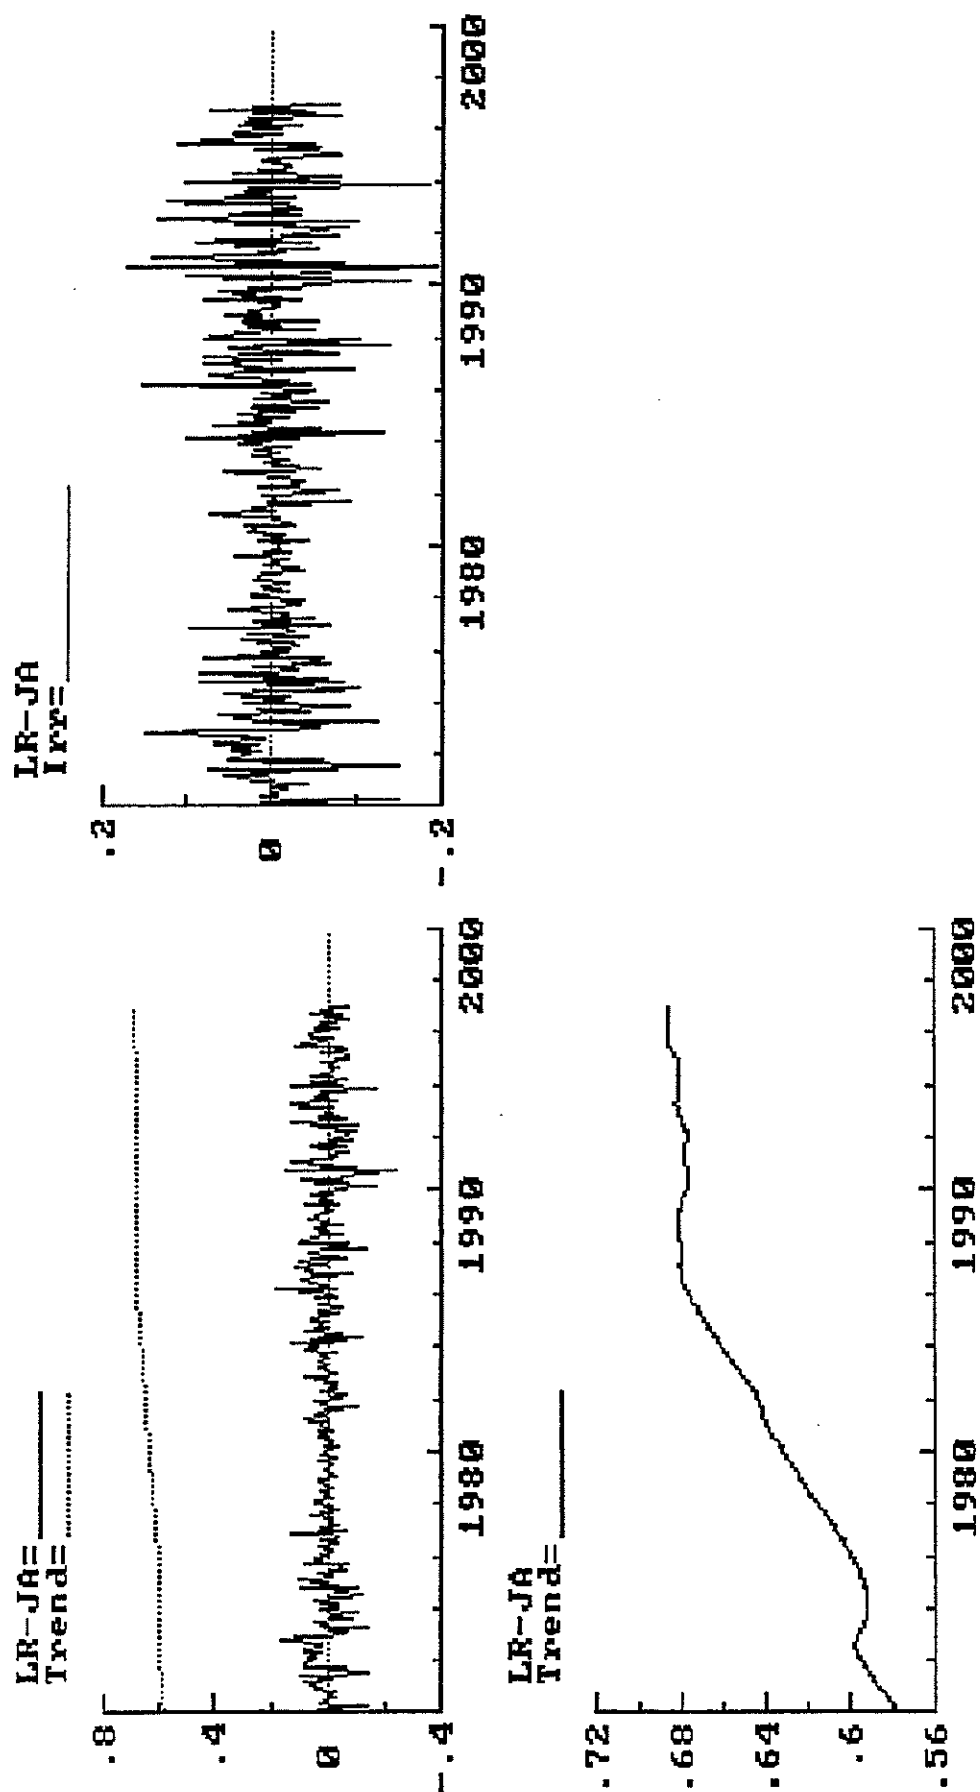 LR-JA=
Trend=
.8
.4
0
-.4
1980 1990 2000
LR-JA
Irr=
.2
0
-.2
1980 1990 2000
LR-JA
Trend=
.72
.68
.64
.6
.56
1980 1990 2000